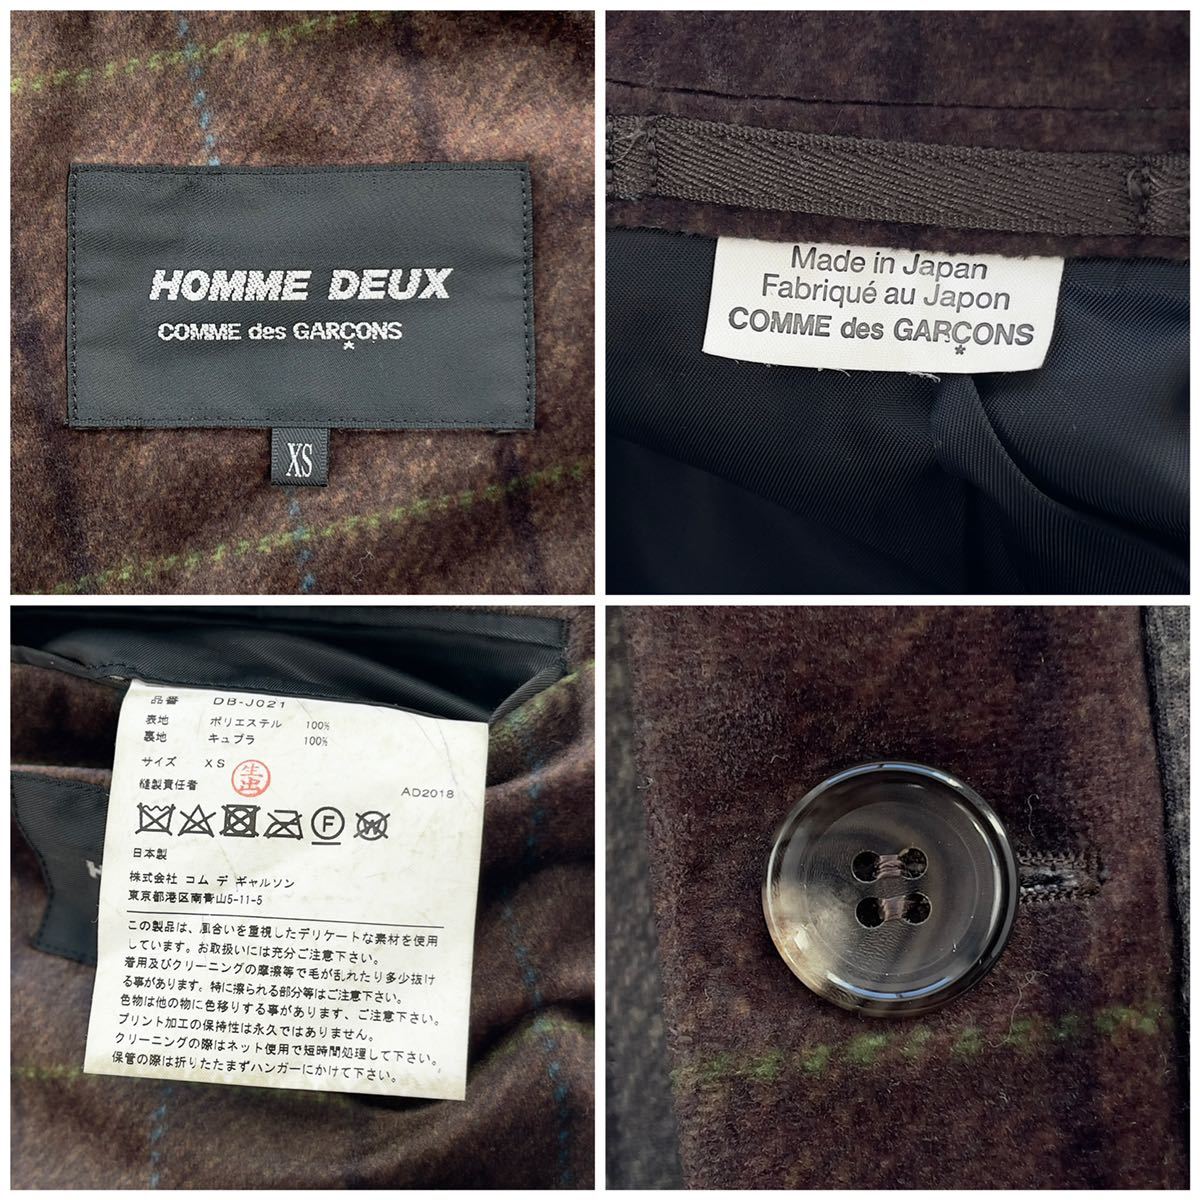 HOMME DEUX
COMME des GARÇONS
XS
Made in Japan
Fabriqué au Japon
COMME des GARÇONS
品番 DB-J021
表地 ポリエステル 100%
裏地 キュプラ 100%
サイズ XS
縫製責任者 生出
AD2018
F
W
日本製
株式会社 コム デ ギャルソン
東京都港区南青山5-11-5
この製品は、風合いを重視したデリケートな素材を使用
しています。お取扱いには充分ご注意下さい。
着用及びクリーニングの摩擦等で毛が乱れたり多少抜け
る事があります。特に擦られる部分等はご注意下さい。
色物は他の物に色移りする事が有ります、ご注意下さい。
プリント加工の保持性は永久ではありません。
クリーニングの際はネット使用で短時間処理して下さい。
保管の際は折りたたまずハンガーにかけて下さい。
H